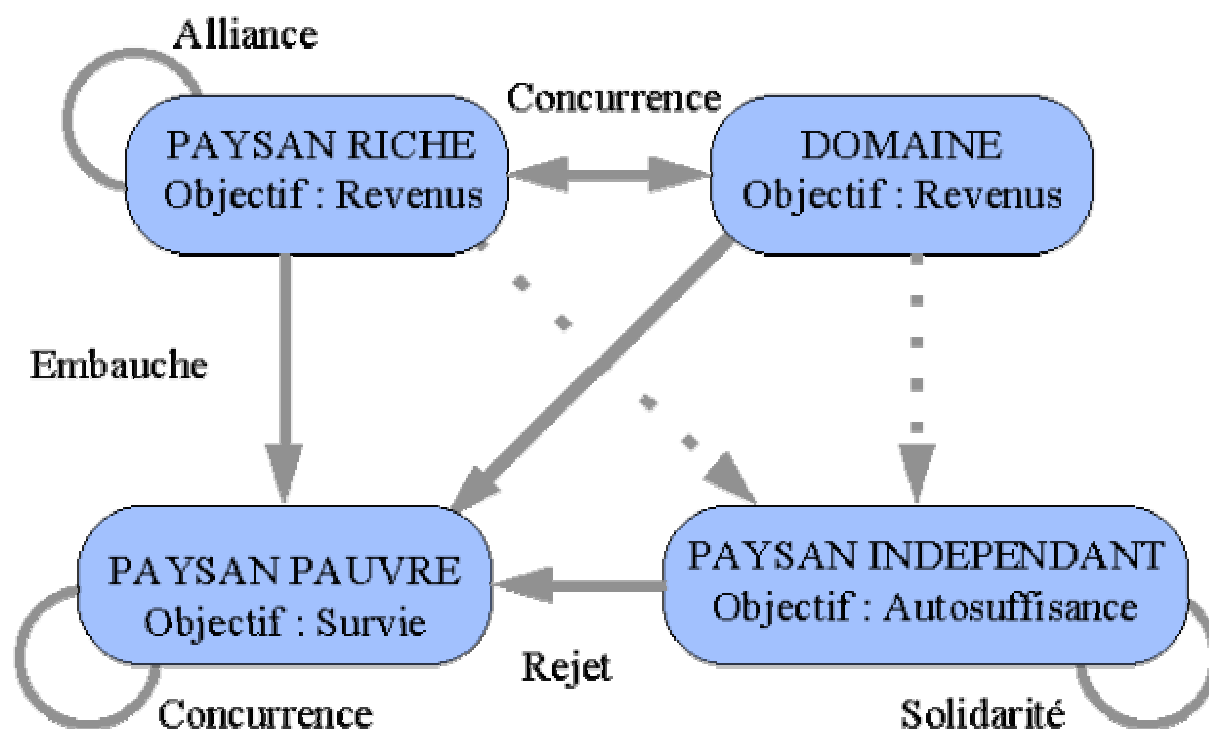 Alliance
Concurrence
PAYSAN RICHE
Objectif : Revenus
DOMAINE
Objectif : Revenus
Embauche
PAYSAN PAUVRE
Objectif : Survie
PAYSAN INDEPENDANT
Objectif : Autosuffisance
Rejet
Concurrence
Solidarité